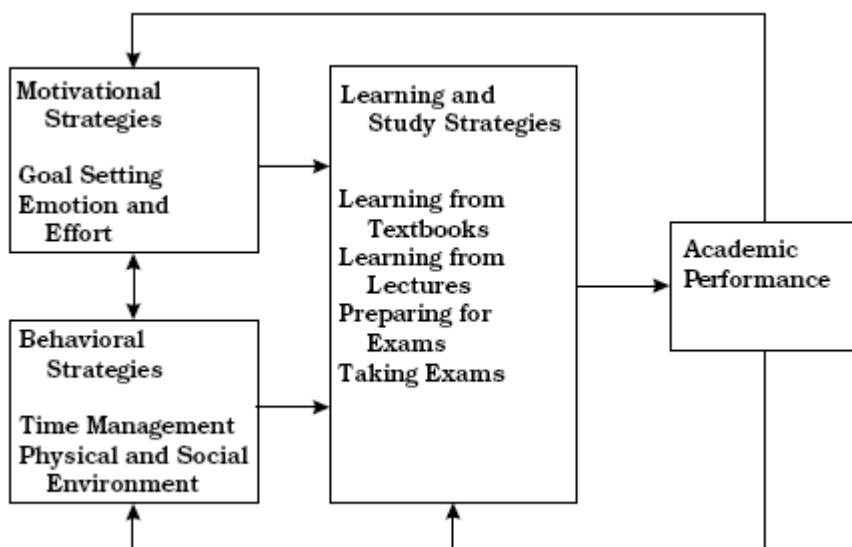 Motivational
Strategies
Goal Setting
Emotion and
Effort
Behavioral
Strategies
Time Management
Physical and Social
Environment
Learning and
Study Strategies
Learning from
Textbooks
Learning from
Lectures
Preparing for
Exams
Taking Exams
Academic
Performance